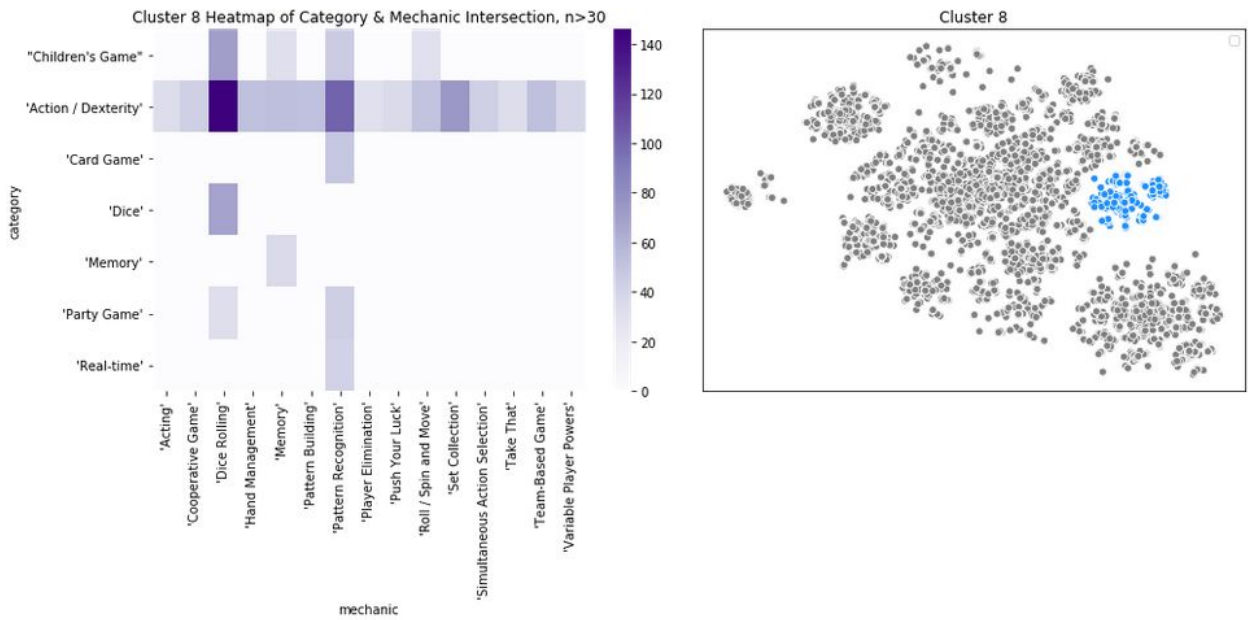 Cluster 8 Heatmap of Category & Mechanic Intersection, n>30
"Children's Game"
'Action / Dexterity'
'Card Game'
'Dice'
'Memory'
'Party Game'
'Real-time'
category
'Acting'
'Cooperative Game'
'Dice Rolling'
'Hand Management'
'Memory'
'Pattern Building'
'Pattern Recognition'
'Player Elimination'
'Push Your Luck'
'Roll / Spin and Move'
'Set Collection'
'Simultaneous Action Selection'
'Take That'
'Team-Based Game'
'Variable Player Powers'
mechanic
140
120
100
80
60
40
20
0
Cluster 8